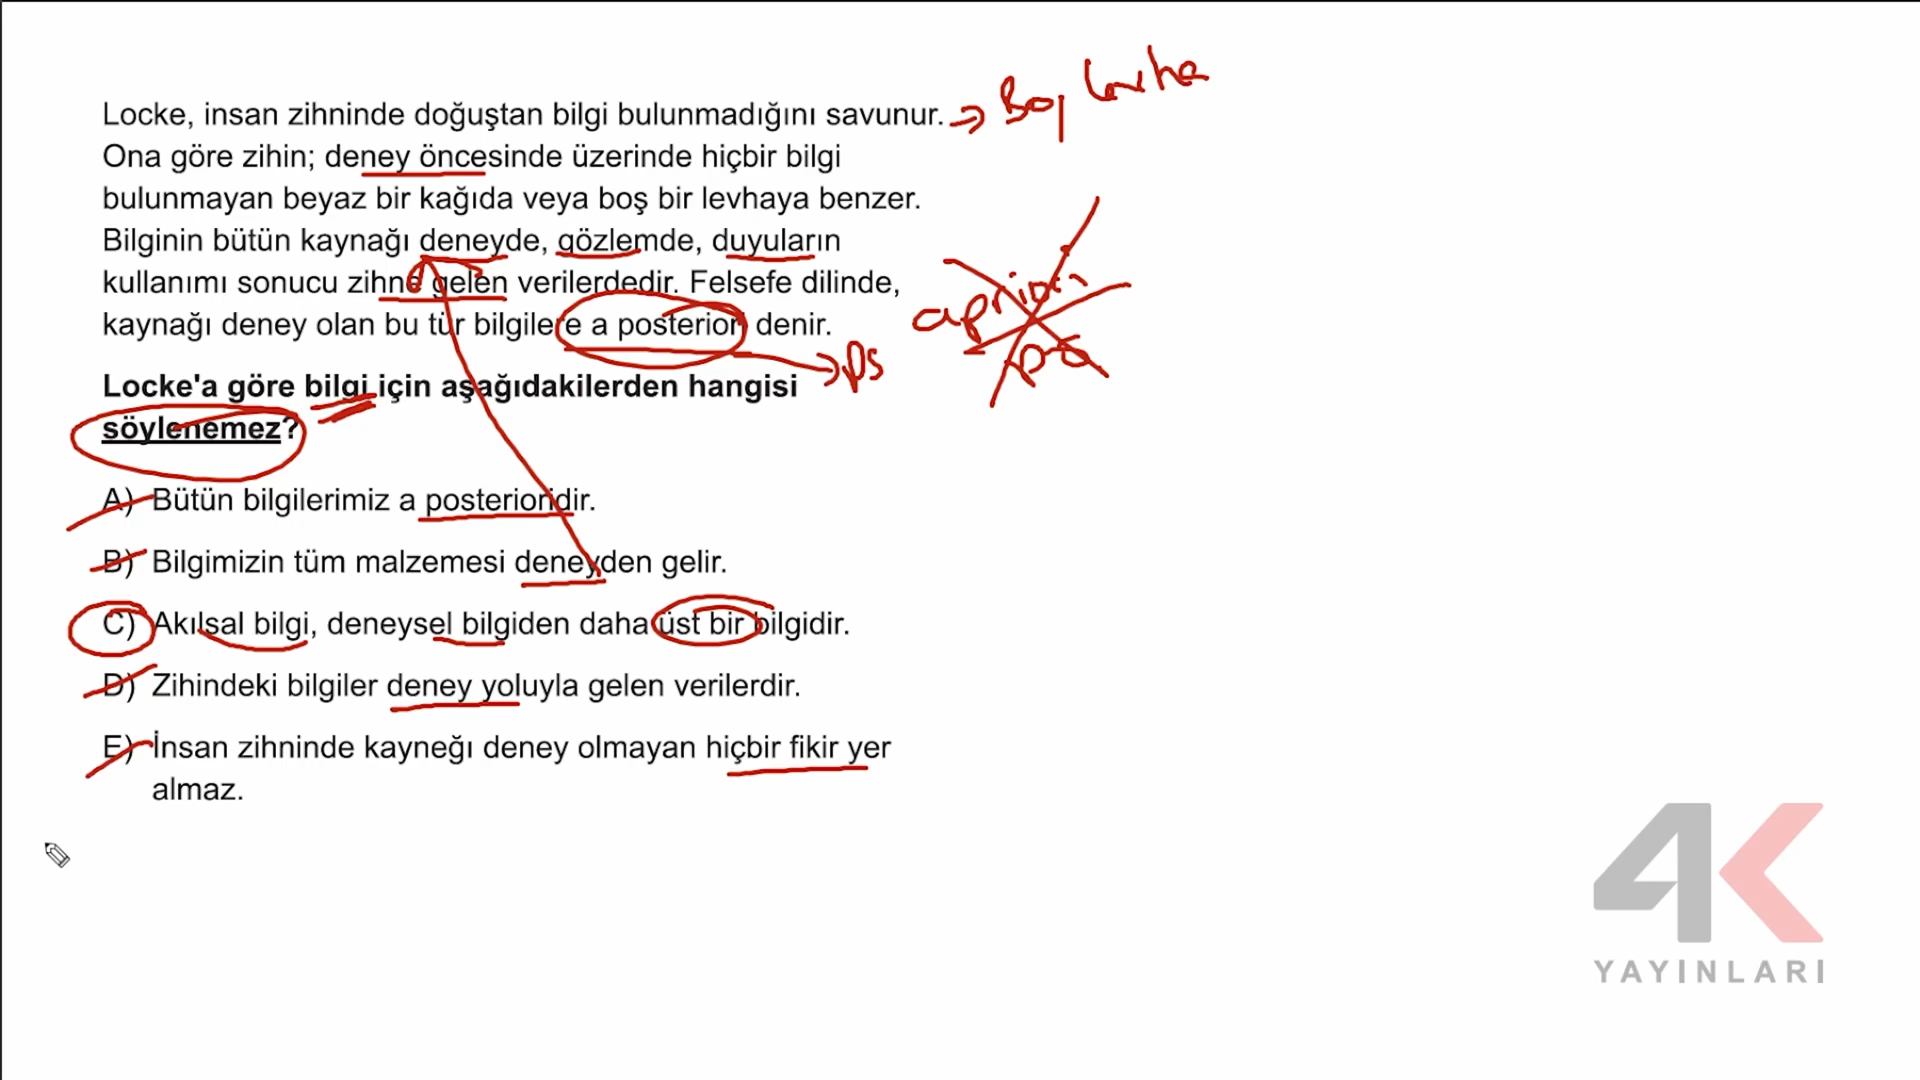 Locke, insan zihninde doğuştan bilgi bulunmadığını savunur. → Boş levha
Ona göre zihin; deney öncesinde üzerinde hiçbir bilgi
bulunmayan beyaz bir kağıda veya boş bir levhaya benzer.
Bilginin bütün kaynağı deneyde, gözlemde, duyuların
kullanımı sonucu zihne gelen verilerdedir. Felsefe dilinde,
kaynağı deney olan bu tür bilgilere a posteriori denir.
apriori
→ ps
Locke'a göre bilgi için aşağıdakilerden hangisi
söylenemez?
A) Bütün bilgilerimiz a posterioridir.
B) Bilgimizin tüm malzemesi deneyden gelir.
C) Akılsal bilgi, deneysel bilgiden daha üst bir bilgidir.
D) Zihindeki bilgiler deney yoluyla gelen verilerdir.
E) İnsan zihninde kayneğı deney olmayan hiçbir fikir yer
almaz.
4K
YAYINLARI